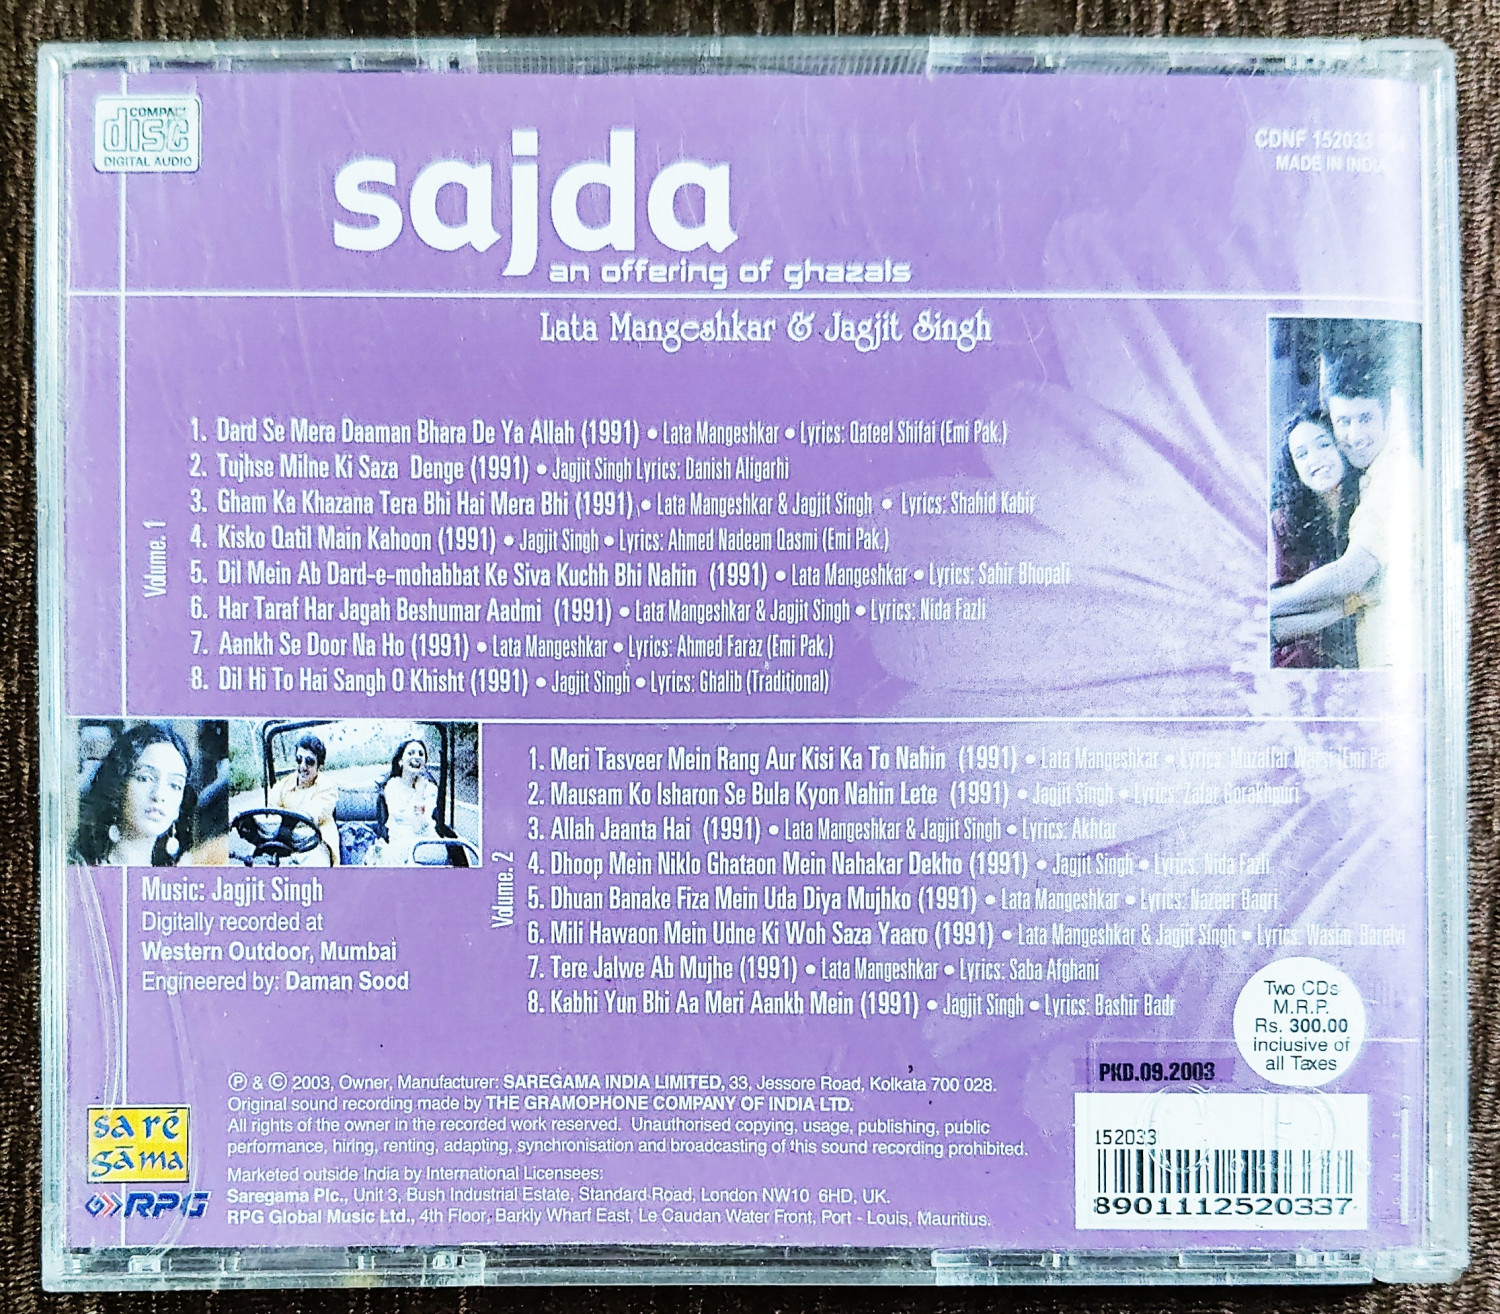 COMPACT
disc
DIGITAL AUDIO
CDNF 152033
MADE IN INDIA
sajda
an offering of ghazals
Lata Mangeshkar & Jagjit Singh
Volume. 1
1. Dard Se Mera Daaman Bhara De Ya Allah (1991) • Lata Mangeshkar • Lyrics: Qateel Shifai (Emi Pak.)
2. Tujhse Milne Ki Saza Denge (1991) • Jagjit Singh Lyrics: Danish Aligarhi
3. Gham Ka Khazana Tera Bhi Hai Mera Bhi (1991) • Lata Mangeshkar & Jagjit Singh • Lyrics: Shahid Kabir
4. Kisko Qatil Main Kahoon (1991) • Jagjit Singh • Lyrics: Ahmed Nadeem Qasmi (Emi Pak.)
5. Dil Mein Ab Dard-e-mohabbat Ke Siva Kuchh Bhi Nahin (1991) • Lata Mangeshkar • Lyrics: Sahir Bhopali
6. Har Taraf Har Jagah Beshumar Aadmi (1991) • Lata Mangeshkar & Jagjit Singh • Lyrics: Nida Fazli
7. Aankh Se Door Na Ho (1991) • Lata Mangeshkar • Lyrics: Ahmed Faraz (Emi Pak.)
8. Dil Hi To Hai Sangh O Khisht (1991) • Jagjit Singh • Lyrics: Ghalib (Traditional)
Volume. 2
1. Meri Tasveer Mein Rang Aur Kisi Ka To Nahin (1991) • Lata Mangeshkar • Lyrics: Muzaffar Warsi (Emi Pa
2. Mausam Ko Isharon Se Bula Kyon Nahin Lete (1991) • Jagjit Singh • Lyrics: Zafar Gorakhpuri
3. Allah Jaanta Hai (1991) • Lata Mangeshkar & Jagjit Singh • Lyrics: Akhtar
4. Dhoop Mein Niklo Ghataon Mein Nahakar Dekho (1991) • Jagjit Singh • Lyrics: Nida Fazli
5. Dhuan Banake Fiza Mein Uda Diya Mujhko (1991) • Lata Mangeshkar • Lyrics: Nazeer Baqri
6. Mili Hawaon Mein Udne Ki Woh Saza Yaaro (1991) • Lata Mangeshkar & Jagjit Singh • Lyrics: Wasim Barelvi
7. Tere Jalwe Ab Mujhe (1991) • Lata Mangeshkar • Lyrics: Saba Afghani
8. Kabhi Yun Bhi Aa Meri Aankh Mein (1991) • Jagjit Singh • Lyrics: Bashir Badr
Music: Jagjit Singh
Digitally recorded at
Western Outdoor, Mumbai
Engineered by: Daman Sood
Two CDs
M.R.P.
Rs. 300.00
inclusive of
all Taxes
PKD.09.2003
℗ & © 2003, Owner, Manufacturer: SAREGAMA INDIA LIMITED, 33, Jessore Road, Kolkata 700 028.
Original sound recording made by THE GRAMOPHONE COMPANY OF INDIA LTD.
All rights of the owner in the recorded work reserved. Unauthorised copying, usage, publishing, public
performance, hiring, renting, adapting, synchronisation and broadcasting of this sound recording prohibited.
Marketed outside India by International Licensees:
Saregama Plc., Unit 3, Bush Industrial Estate, Standard Road, London NW10 6HD, UK.
RPG Global Music Ltd., 4th Floor, Barkly Wharf East, Le Caudan Water Front, Port - Louis, Mauritius.
sa ré
gāma
RPG
152033
8901112520337